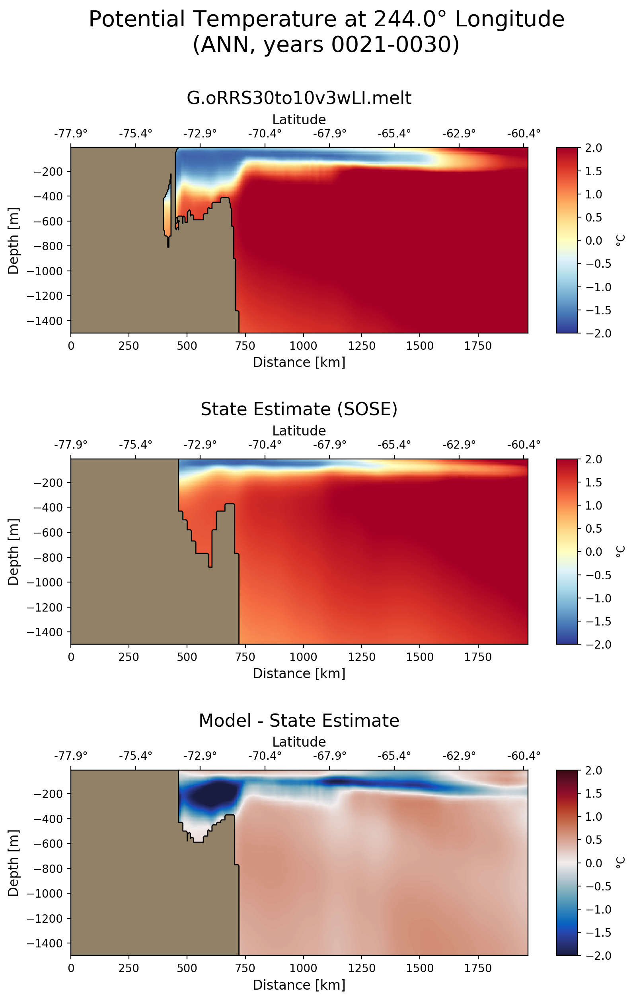 Potential Temperature at 244.0° Longitude
(ANN, years 0021-0030)
G.oRRS30to10v3wLI.melt
Latitude
-77.9° -75.4° -72.9° -70.4° -67.9° -65.4° -62.9° -60.4°
Depth [m]
−200
−400
−600
−800
−1000
−1200
−1400
0 250 500 750 1000 1250 1500 1750
Distance [km]
2.0
1.5
1.0
0.5
0.0
−0.5
−1.0
−1.5
−2.0
°C
State Estimate (SOSE)
Latitude
-77.9° -75.4° -72.9° -70.4° -67.9° -65.4° -62.9° -60.4°
Depth [m]
−200
−400
−600
−800
−1000
−1200
−1400
0 250 500 750 1000 1250 1500 1750
Distance [km]
2.0
1.5
1.0
0.5
0.0
−0.5
−1.0
−1.5
−2.0
°C
Model - State Estimate
Latitude
-77.9° -75.4° -72.9° -70.4° -67.9° -65.4° -62.9° -60.4°
Depth [m]
−200
−400
−600
−800
−1000
−1200
−1400
0 250 500 750 1000 1250 1500 1750
Distance [km]
2.0
1.5
1.0
0.5
0.0
−0.5
−1.0
−1.5
−2.0
°C